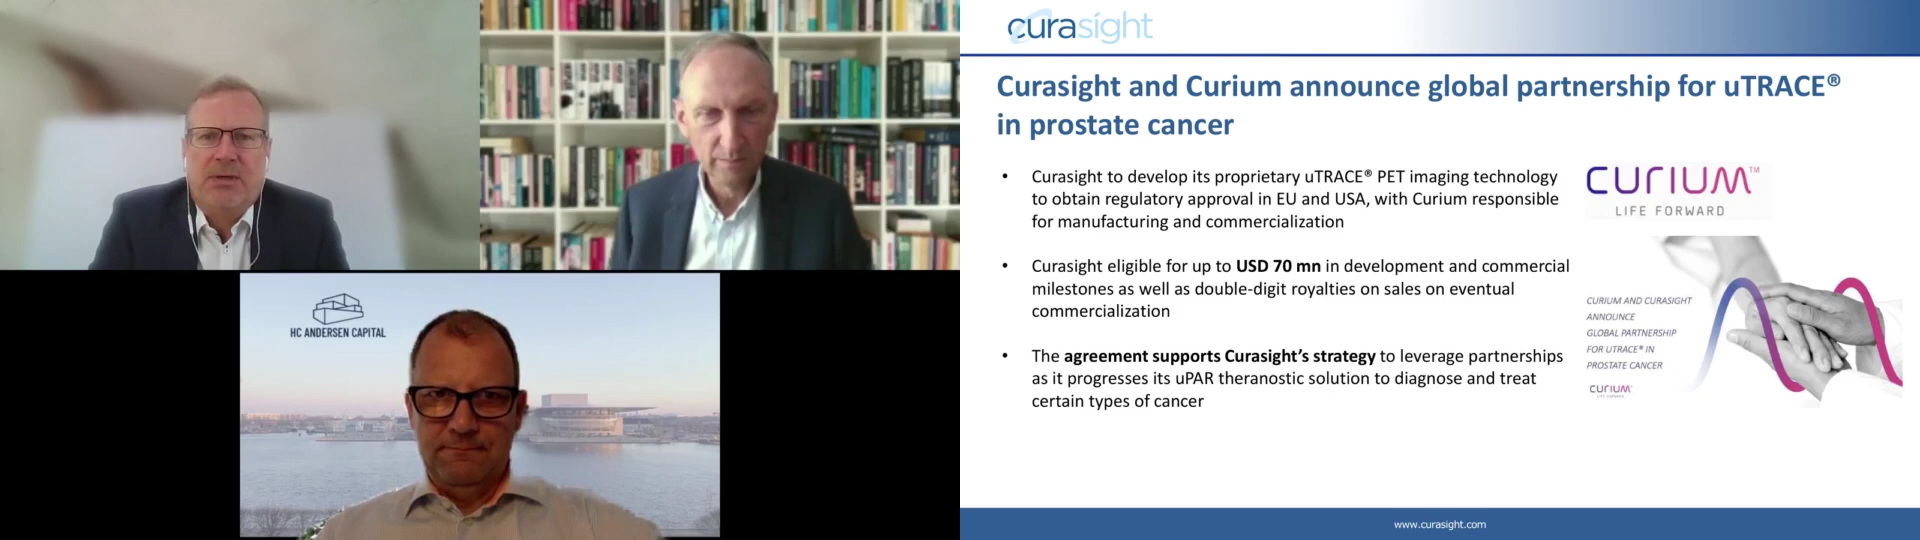 HC ANDERSEN CAPITAL
curasight
Curasight and Curium announce global partnership for uTRACE®
in prostate cancer
• Curasight to develop its proprietary uTRACE® PET imaging technology
to obtain regulatory approval in EU and USA, with Curium responsible
for manufacturing and commercialization
• Curasight eligible for up to USD 70 mn in development and commercial
milestones as well as double-digit royalties on sales on eventual
commercialization
• The agreement supports Curasight’s strategy to leverage partnerships
as it progresses its uPAR theranostic solution to diagnose and treat
certain types of cancer
CURIUM™
LIFE FORWARD
CURIUM AND CURASIGHT
ANNOUNCE
GLOBAL PARTNERSHIP
FOR UTRACE® IN
PROSTATE CANCER
CURIUM
LIFE FORWARD
www.curasight.com